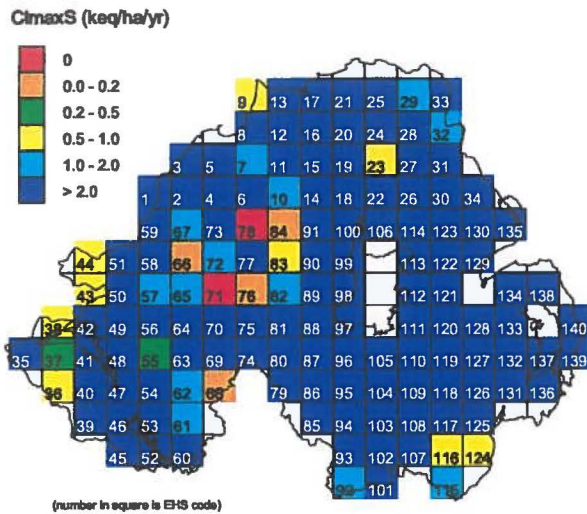 ClmaxS (keq/ha/yr)
0
0.0 - 0.2
0.2 - 0.5
0.5 - 1.0
1.0 - 2.0
> 2.0
9 13 17 21 25 29 33
8 12 16 20 24 28 32
3 5 7 11 15 19 23 27 31
1 2 4 6 10 14 18 22 26 30 34
59 67 73 78 84 91 100 106 114 123 130 135
44 51 58 66 72 77 83 90 99 113 122 129
43 50 57 65 71 76 82 89 98 112 121 134 138
38 42 49 56 64 70 75 81 88 97 111 120 128 133 140
35 37 41 48 55 63 69 74 80 87 96 105 110 119 127 132 137 139
36 40 47 54 62 68 79 86 95 104 109 118 126 131 136
39 46 53 61 85 94 103 108 117 125
45 52 60 93 102 107 116 124
92 101 115
(number in square is EHS code)